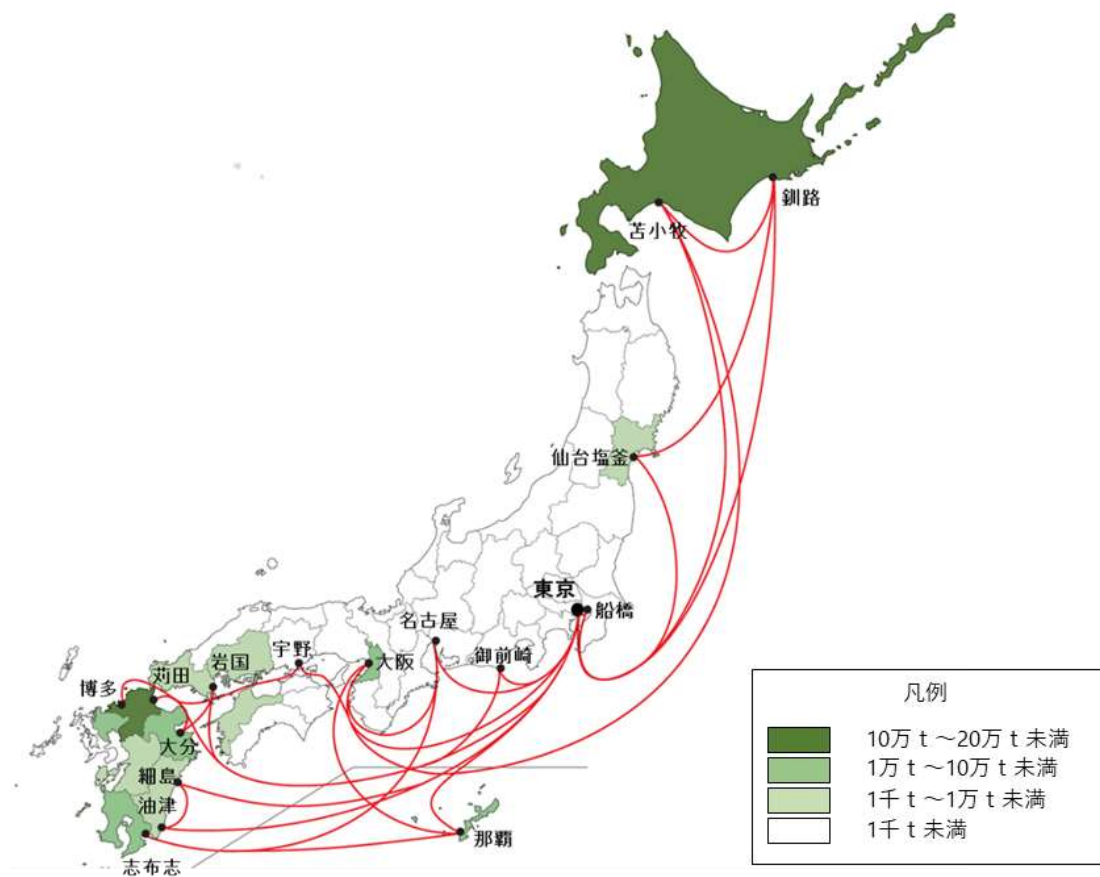 釧路
苫小牧
仙台塩釜
東京
船橋
名古屋
宇野
大阪
御前崎
岩国
苅田
博多
大分
細島
油津
志布志
那覇
凡例
10万ｔ～20万ｔ未満
1万ｔ～10万ｔ未満
1千ｔ～1万ｔ未満
1千ｔ未満